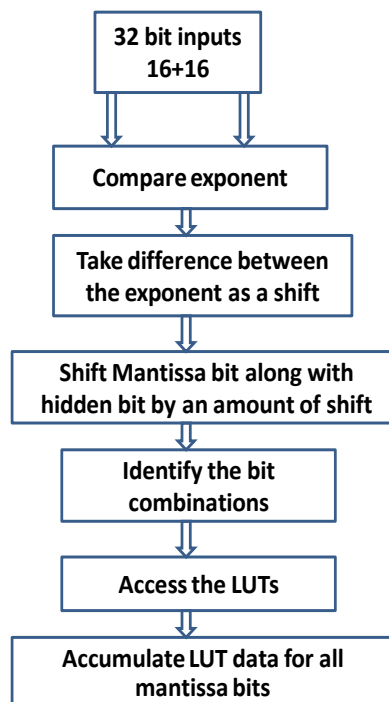 32 bit inputs
16+16
Compare exponent
Take difference between
the exponent as a shift
Shift Mantissa bit along with
hidden bit by an amount of shift
Identify the bit
combinations
Access the LUTs
Accumulate LUT data for all
mantissa bits